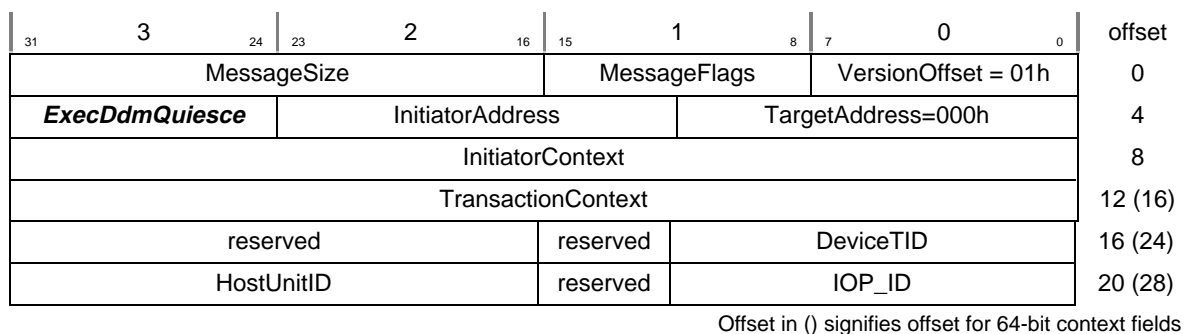 3 2 1 0 offset
31 24 23 16 15 8 7 0
MessageSize MessageFlags VersionOffset = 01h 0
ExecDdmQuiesce InitiatorAddress TargetAddress=000h 4
InitiatorContext 8
TransactionContext 12 (16)
reserved reserved DeviceTID 16 (24)
HostUnitID reserved IOP_ID 20 (28)
Offset in () signifies offset for 64-bit context fields